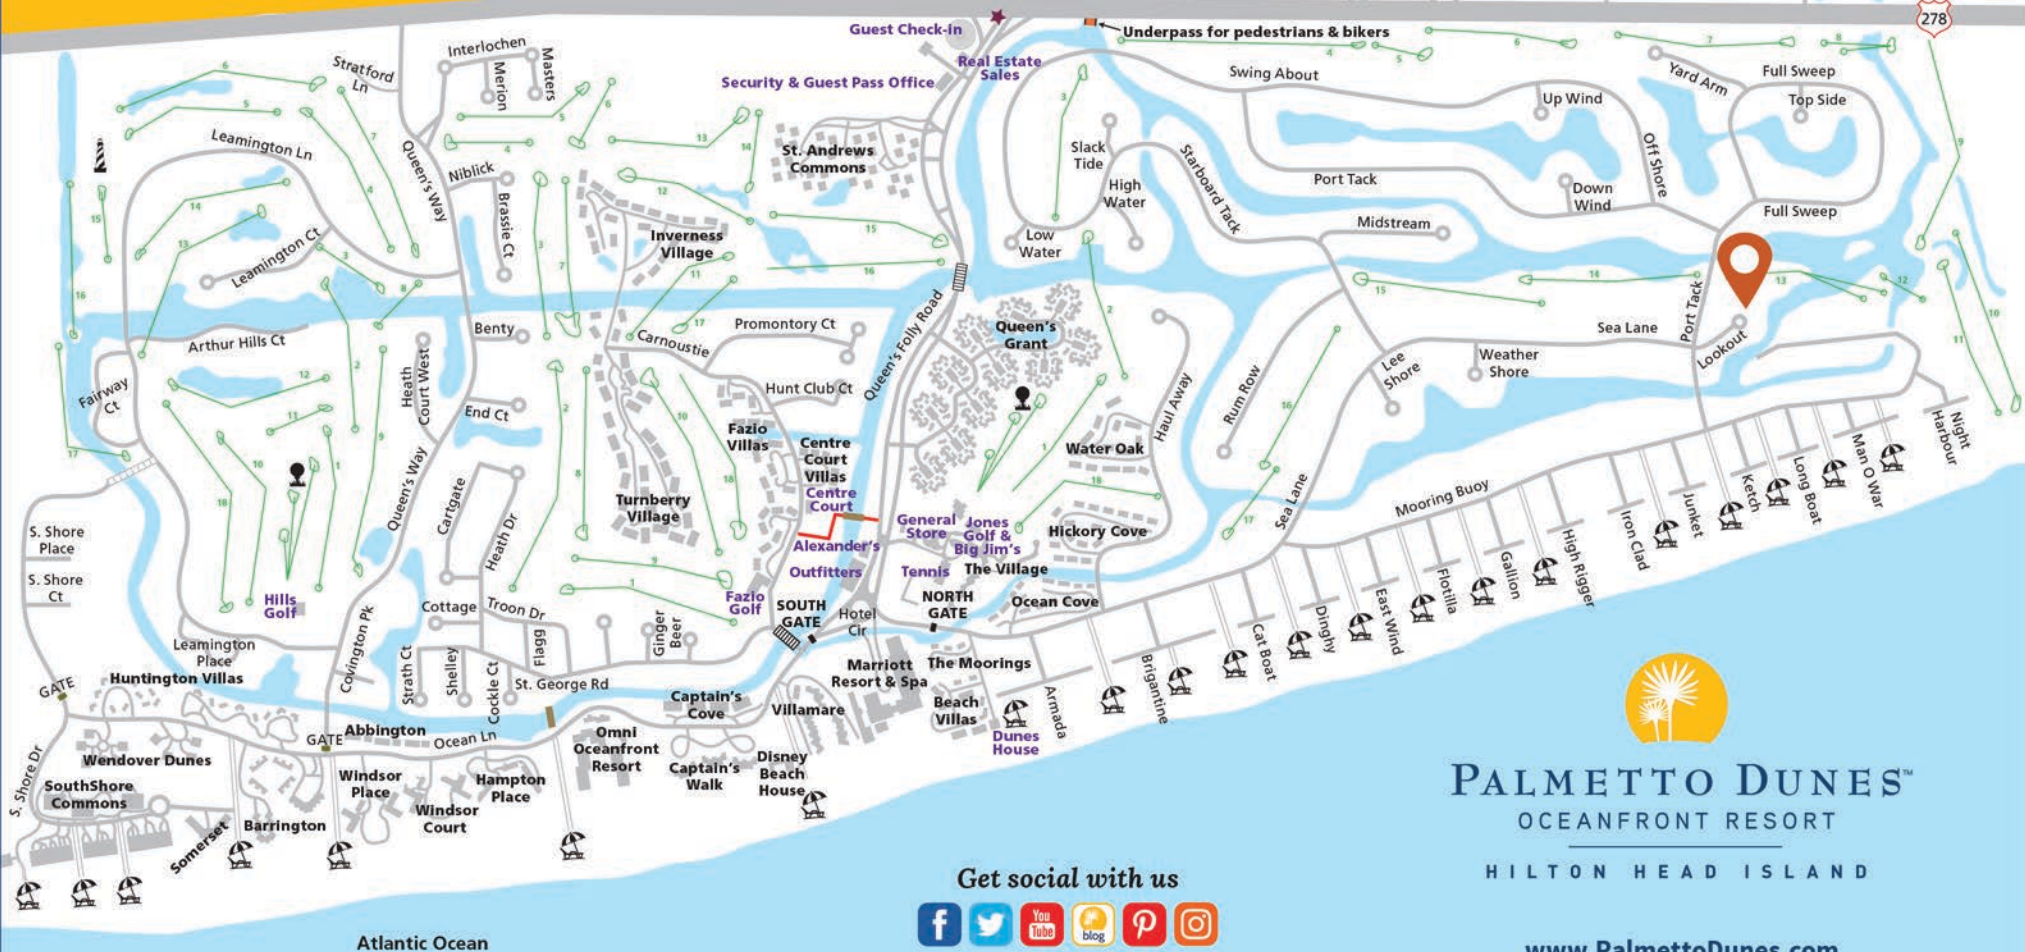 278
Underpass for pedestrians & bikers
Guest Check-in
Real Estate
Sales
Security & Guest Pass Office
Interlochen
Merion
Masters
Stratford
Ln
Leamington Ln
Queen's Way
Niblick
Brassie Ct
St. Andrews
Commons
Inverness
Village
Leamington Ct
Arthur Hills Ct
Fairway
Ct
Heath
Court West
Benty
End Ct
Carnoustie
Promontory Ct
Hunt Club Ct
Queen's Folly Road
Swing About
Up Wind
Yard Arm
Full Sweep
Top Side
Off Shore
Slack
Tide
High
Water
Low
Water
Starboard Tack
Port Tack
Down
Wind
Full Sweep
Midstream
Queen's
Grant
Haul Away
Rum Row
Lee
Shore
Weather
Shore
Sea Lane
Port Tack
Lookout
Night
Harbour
Water Oak
Hickory Cove
Sea Lane
Mooring Buoy
Fazio
Villas
Centre
Court
Villas
Centre
Court
Turnberry
Village
Alexander's
Outfitters
General
Store
Jones
Golf &
Big Jim's
Tennis
The Village
Ocean Cove
NORTH
GATE
SOUTH
GATE
Hotel
Cir
Fazio
Golf
Queen's Way
Cartgate
Heath Dr
Hills
Golf
S. Shore
Place
S. Shore
Ct
Leamington
Place
Covington Pk
Cottage
Troon Dr
Flagg
Ginger
Beer
Strath Ct
Shelley
Cockle Ct
St. George Rd
Huntington Villas
GATE
GATE
Abbington
Ocean Ln
Captain's
Cove
Villamare
Marriott
Resort & Spa
The Moorings
Beach
Villas
Dunes
House
Armada
Brigantine
Cat Boat
Dinghy
East Wind
Flotilla
Gallion
High Rigger
Iron Clad
Junket
Ketch
Long Boat
Man O War
Wendover Dunes
S. Shore Dr
SouthShore
Commons
Somerset
Barrington
Windsor
Place
Windsor
Court
Hampton
Place
Omni
Oceanfront
Resort
Captain's
Walk
Disney
Beach
House
PALMETTO DUNES™
OCEANFRONT RESORT
HILTON HEAD ISLAND
Get social with us
You
Tube
blog
Atlantic Ocean
www.PalmettoDunes.com